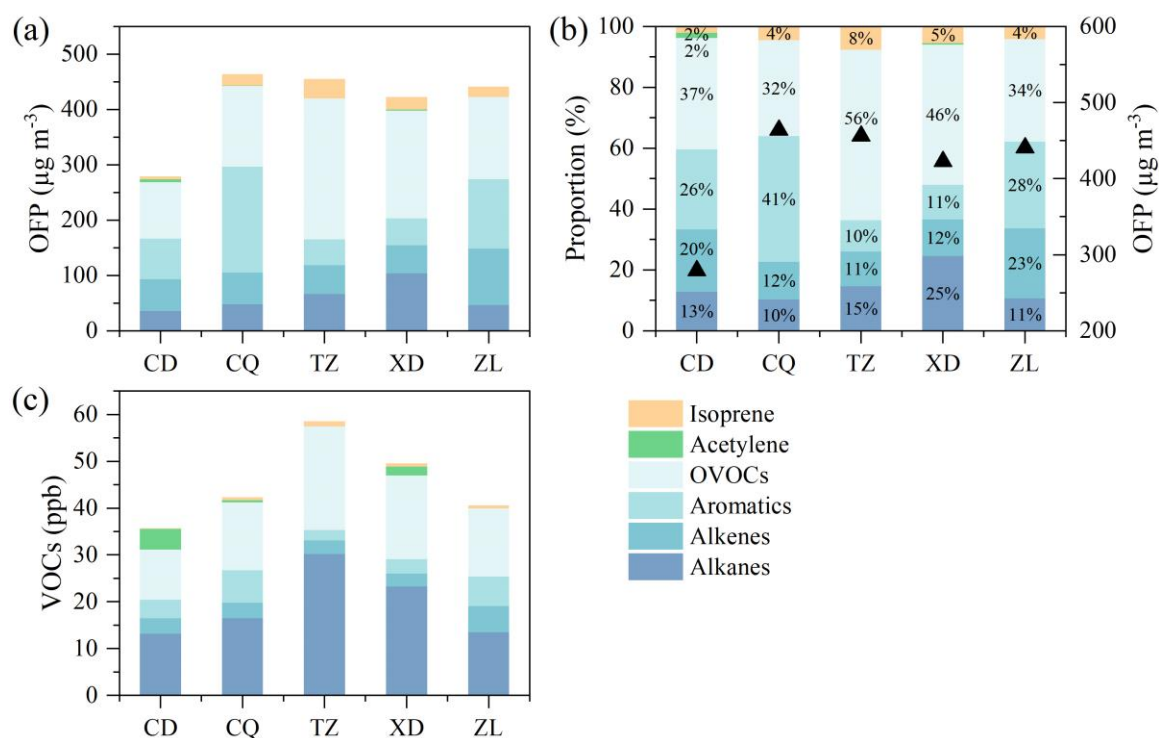 (a)
500
400
300
200
100
0
OFP (μg m⁻³)
CD CQ TZ XD ZL
(b)
100
80
60
40
20
0
Proportion (%)
2% 4% 8% 5% 4%
2%
37% 32% 56% 46% 34%
26% 41% 10% 11% 28%
20% 12% 11% 12% 23%
13% 10% 15% 25% 11%
600
500
400
300
200
OFP (μg m⁻³)
CD CQ TZ XD ZL
(c)
60
50
40
30
20
10
0
VOCs (ppb)
CD CQ TZ XD ZL
Isoprene
Acetylene
OVOCs
Aromatics
Alkenes
Alkanes